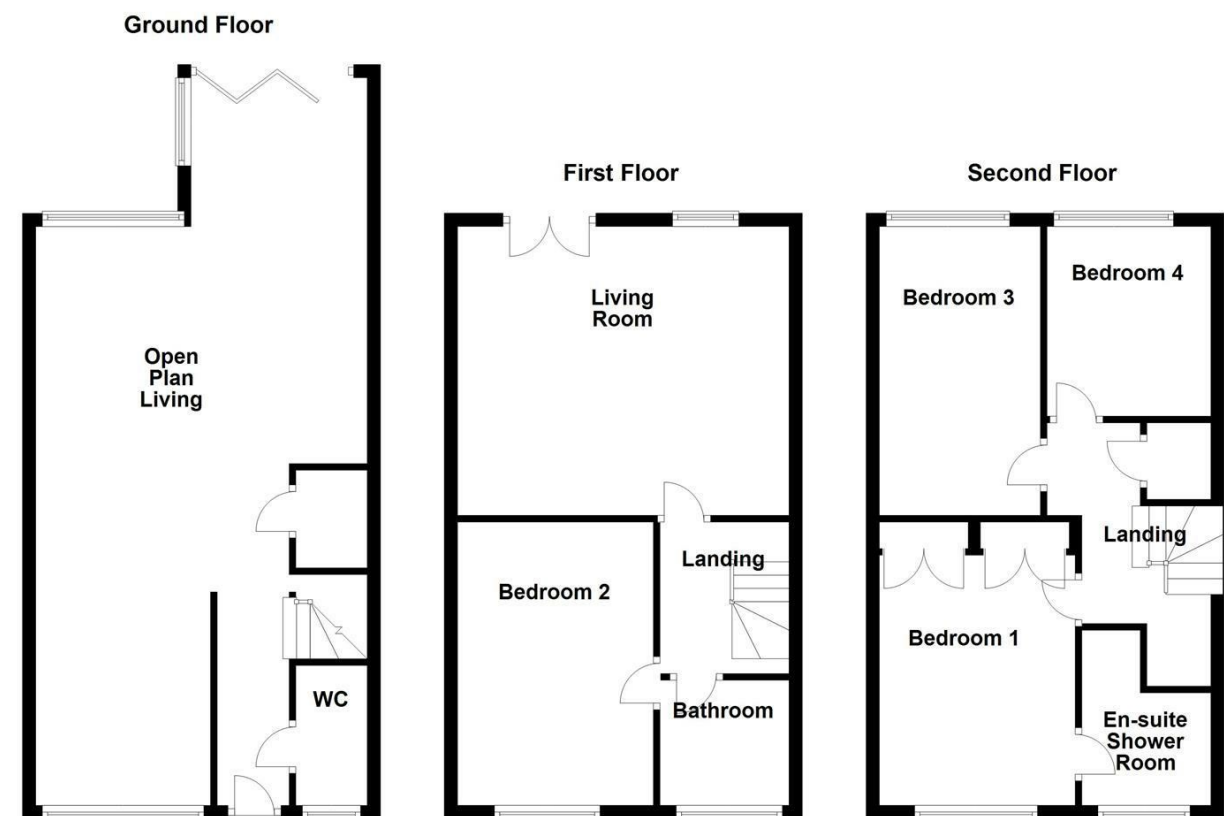 Ground Floor
Open
Plan
Living
WC
First Floor
Living
Room
Landing
Bedroom 2
Bathroom
Second Floor
Bedroom 3
Bedroom 4
Landing
Bedroom 1
En-suite
Shower
Room